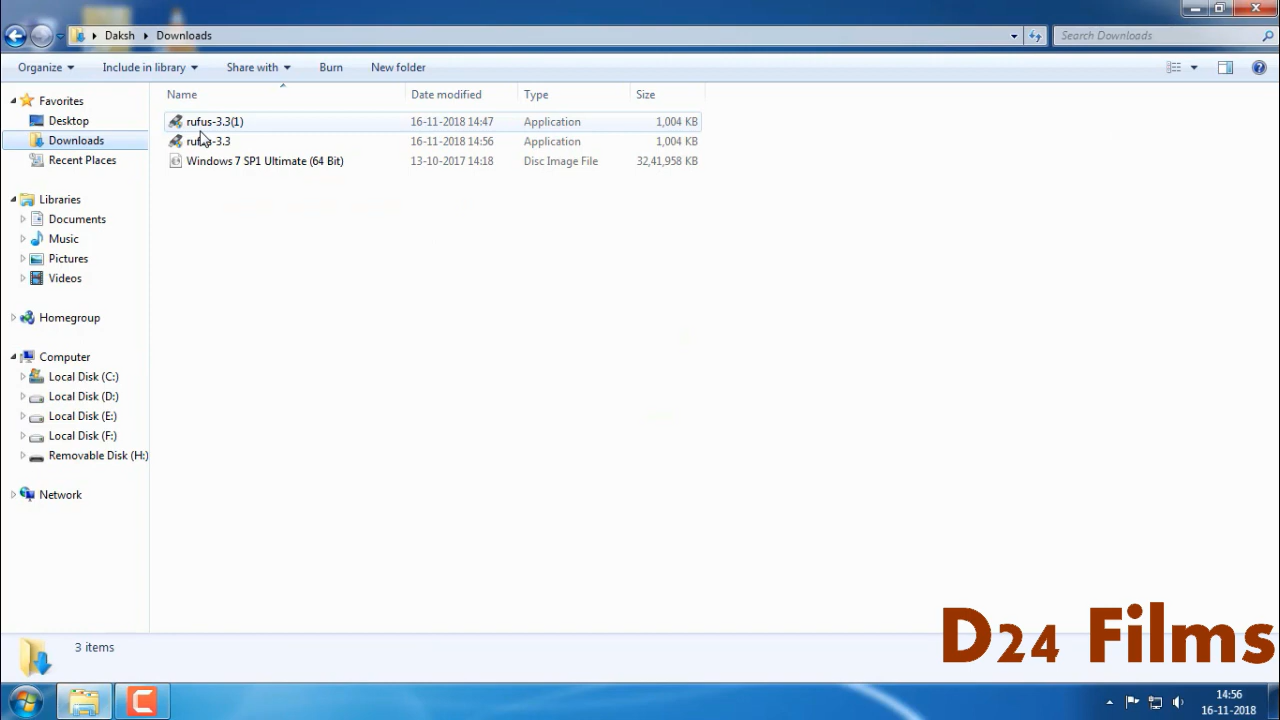 Daksh Downloads
Search Downloads
Organize Include in library Share with Burn New folder
Name Date modified Type Size
Favorites
Desktop
Downloads
Recent Places
Libraries
Documents
Music
Pictures
Videos
Homegroup
Computer
Local Disk (C:)
Local Disk (D:)
Local Disk (E:)
Local Disk (F:)
Removable Disk (H:)
Network
rufus-3.3(1) 16-11-2018 14:47 Application 1,004 KB
rufus-3.3 16-11-2018 14:56 Application 1,004 KB
Windows 7 SP1 Ultimate (64 Bit) 13-10-2017 14:18 Disc Image File 32,41,958 KB
3 items
D24 Films
14:56
16-11-2018